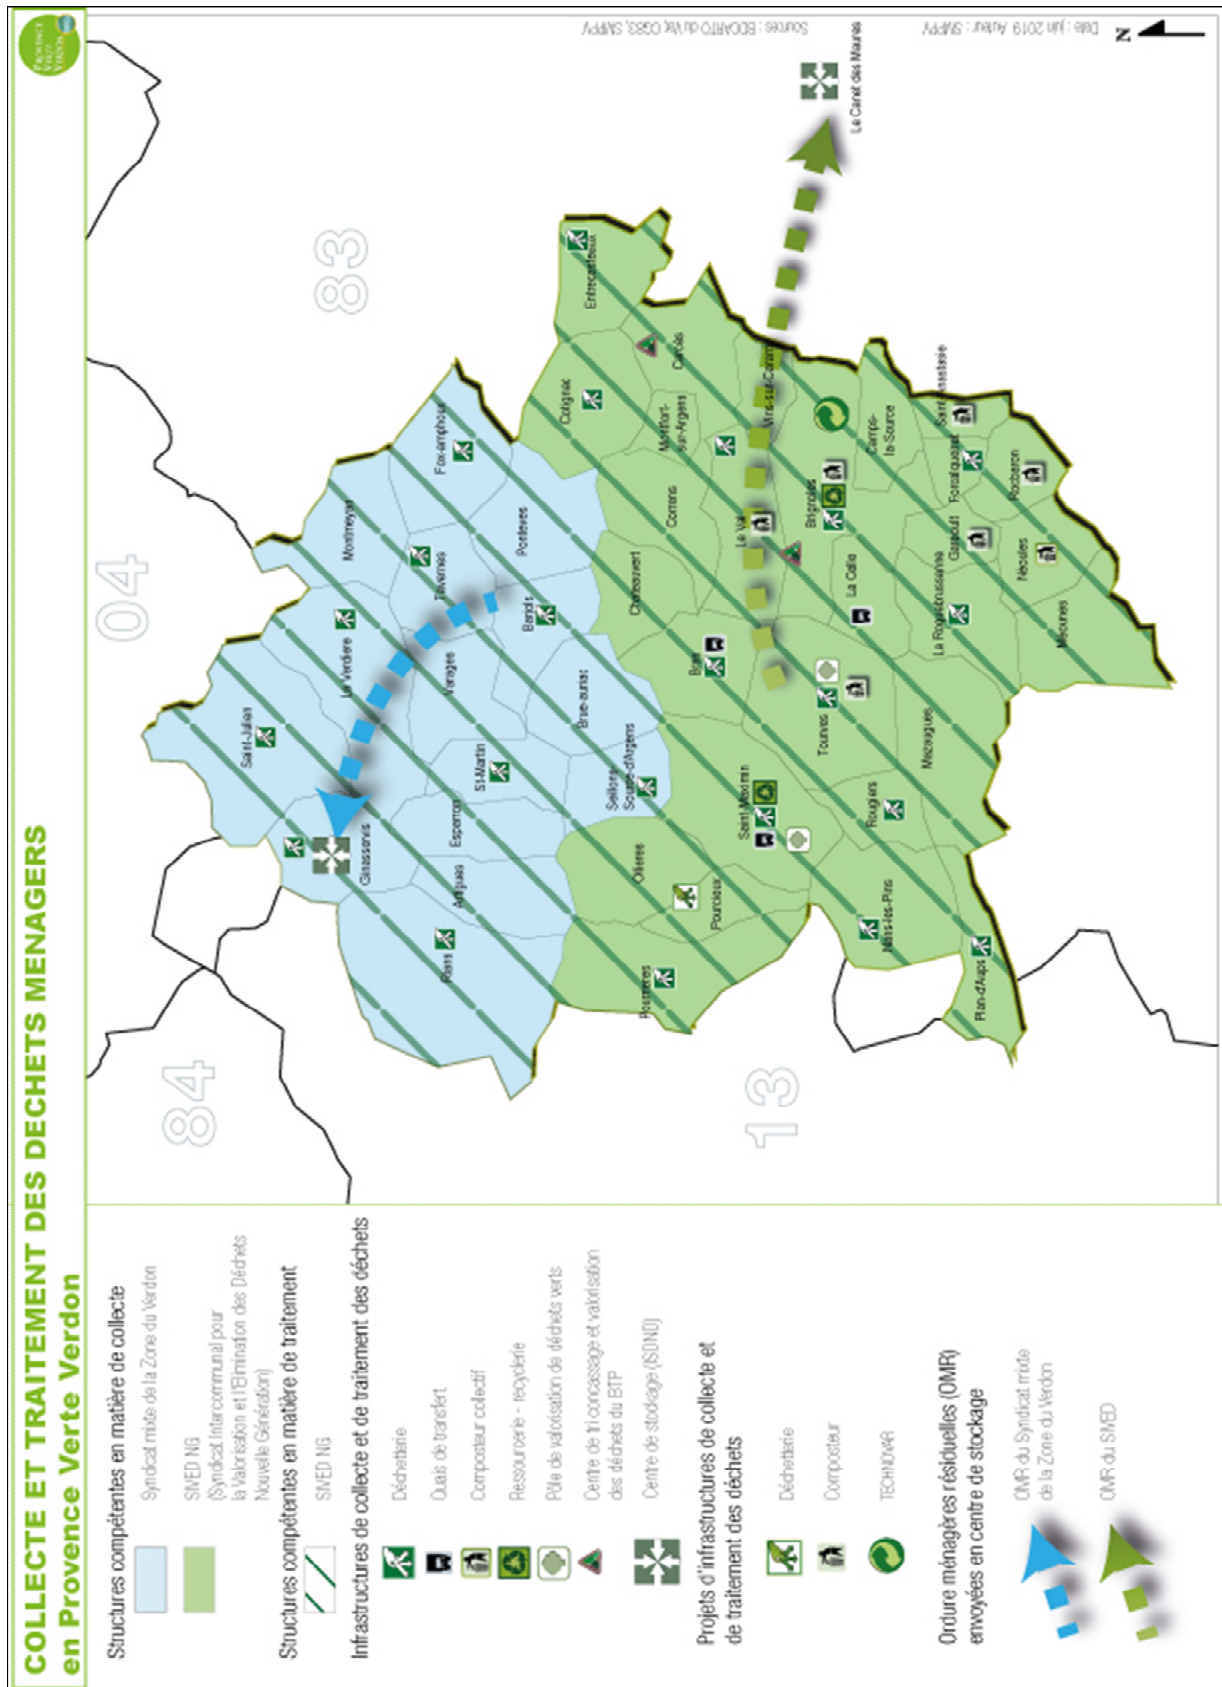 COLLECTE ET TRAITEMENT DES DECHETS MENAGERS
en Provence Verte Verdon
PROVENCE
VERTE
VERDON
Structures compétentes en matière de collecte
Syndicat mixte de la Zone du Verdon
SIVED NG
(Syndicat Intercommunal pour
la Valorisation et l'Elimination des Déchets
Nouvelle Génération)
Structures compétentes en matière de traitement
SIVED NG
Infrastructures de collecte et de traitement des déchets
Déchetterie
Quais de transfert
Composteur collectif
Ressourcerie - recyclerie
Pôle de valorisation de déchets verts
Centre de tri concassage et valorisation
des déchets du BTP
Centre de stockage (ISDND)
Projets d'infrastructures de collecte et
de traitement des déchets
Déchetterie
Composteur
TECHNOVAR
Ordure ménagères résiduelles (OMR)
envoyées en centre de stockage
OMR du Syndicat mixte
de la Zone du Verdon
OMR du SIVED
84
04
83
13
Saint-Julien
Ginasservis
La Verdière
Montmeyan
Rians
Artigues
Esperron
St-Martin
Varages
Tavernes
Fox-amphoux
Barjols
Pontevès
Brue-auriac
Seillons-
Source-d'Argens
Ollières
Pourrières
Pourcieux
Saint Maximin
Bras
Châteauvert
Correns
Cotignac
Entrecasteaux
Montfort-
sur-Argens
Carcès
Le Val
Vins-sur-Caramy
Brignoles
Camps-
la-Source
La Celle
Tourves
Rougiers
Nans-les-Pins
Plan-d'Aups
Mazaugues
La Roquebrussanne
Garéoult
Forcalqueiret
Sainte-Anastasie
Rocbaron
Néoules
Méounes
Le Canet des Maures
Sources : BDCARTO du Var, CG83, SMPPV
Date : juin 2019 Auteur : SMPPV
N